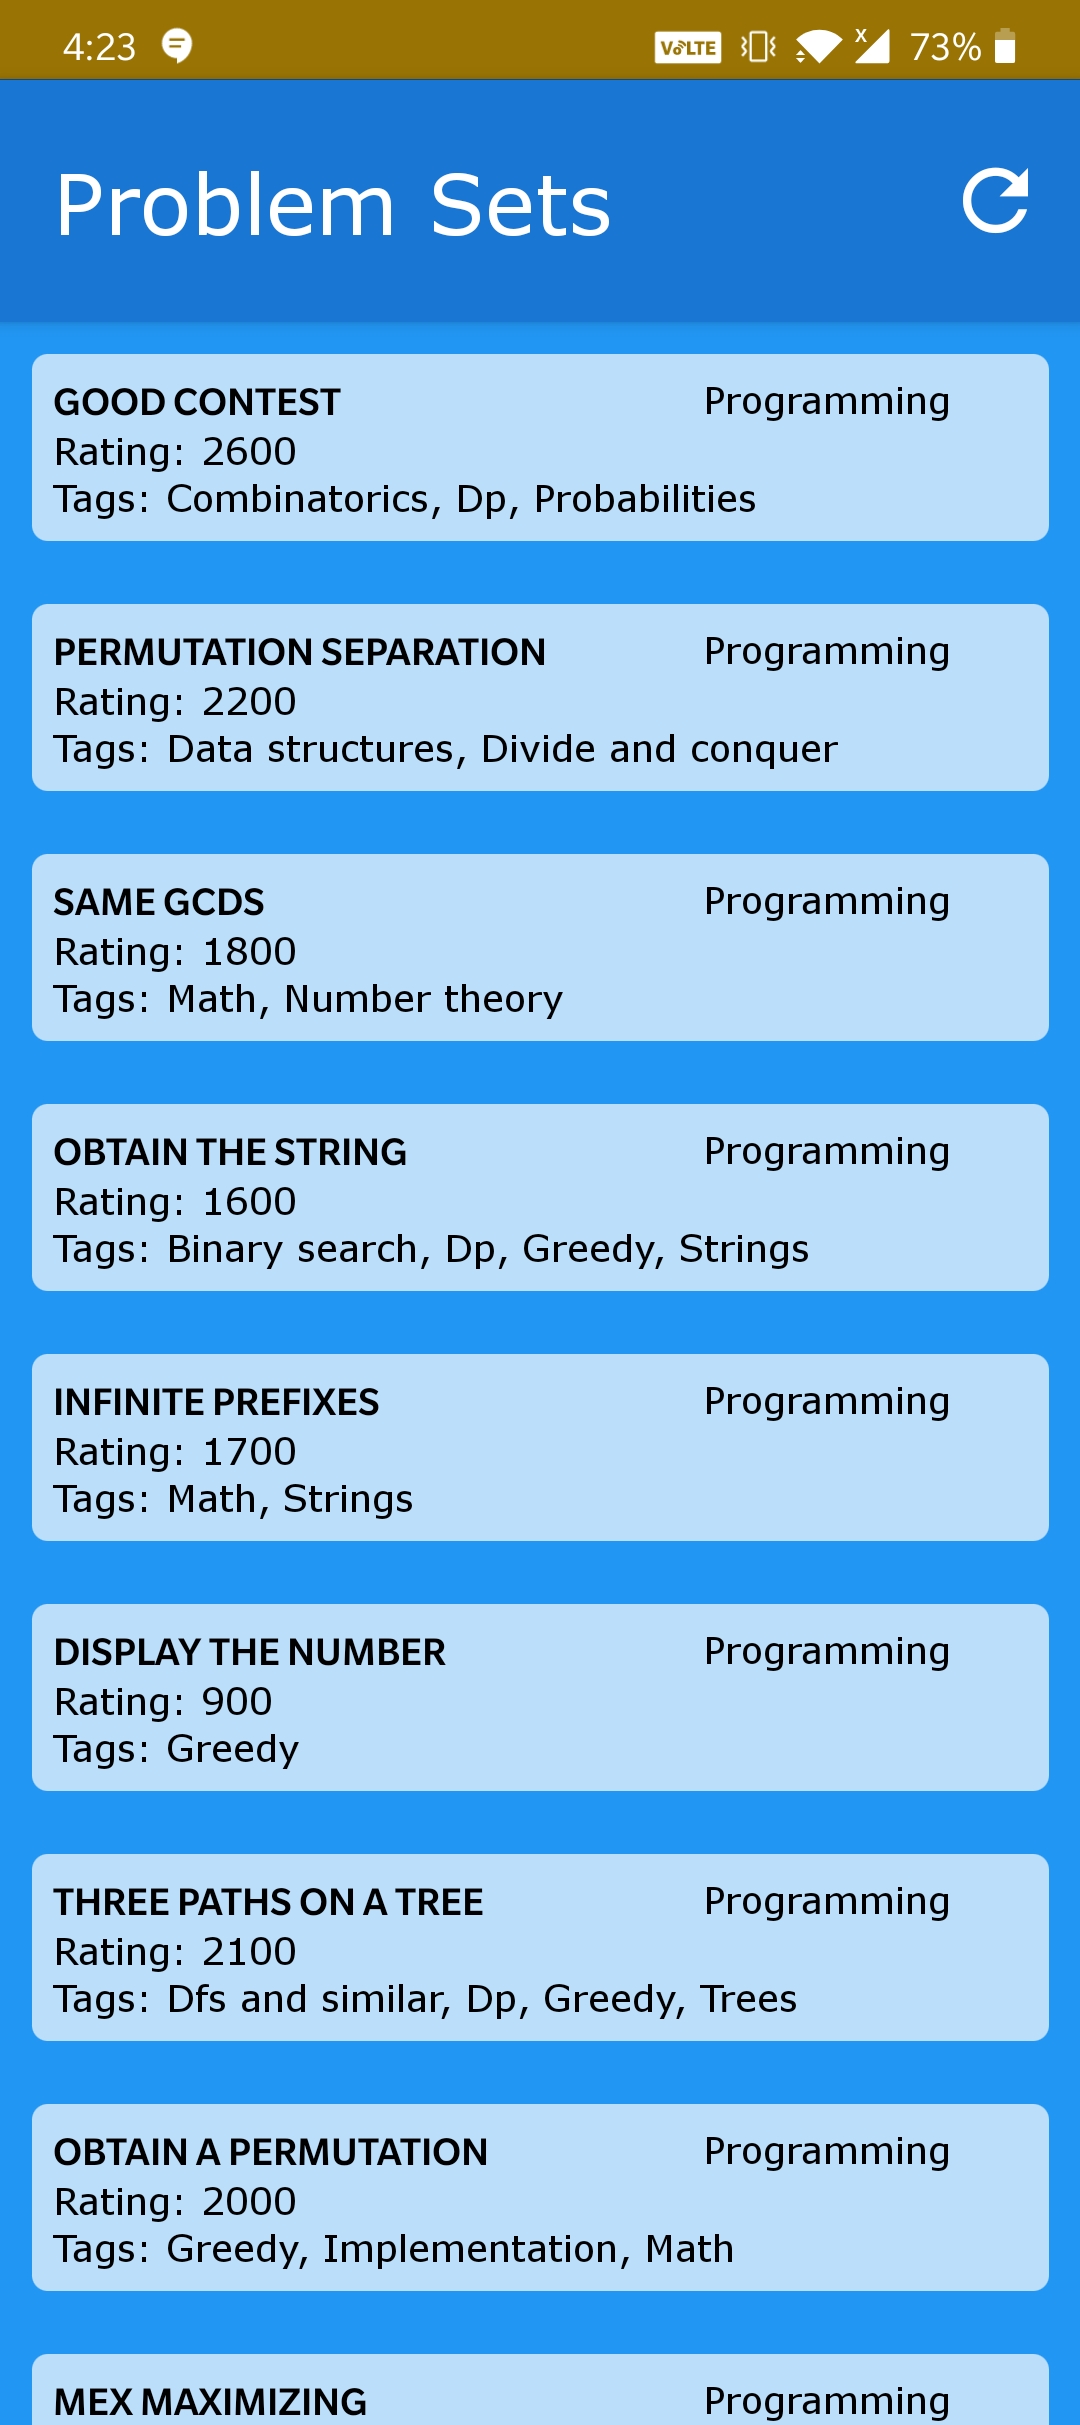 4:23 VoLTE X 73%
Problem Sets
GOOD CONTEST Programming
Rating: 2600
Tags: Combinatorics, Dp, Probabilities
PERMUTATION SEPARATION Programming
Rating: 2200
Tags: Data structures, Divide and conquer
SAME GCDS Programming
Rating: 1800
Tags: Math, Number theory
OBTAIN THE STRING Programming
Rating: 1600
Tags: Binary search, Dp, Greedy, Strings
INFINITE PREFIXES Programming
Rating: 1700
Tags: Math, Strings
DISPLAY THE NUMBER Programming
Rating: 900
Tags: Greedy
THREE PATHS ON A TREE Programming
Rating: 2100
Tags: Dfs and similar, Dp, Greedy, Trees
OBTAIN A PERMUTATION Programming
Rating: 2000
Tags: Greedy, Implementation, Math
MEX MAXIMIZING Programming